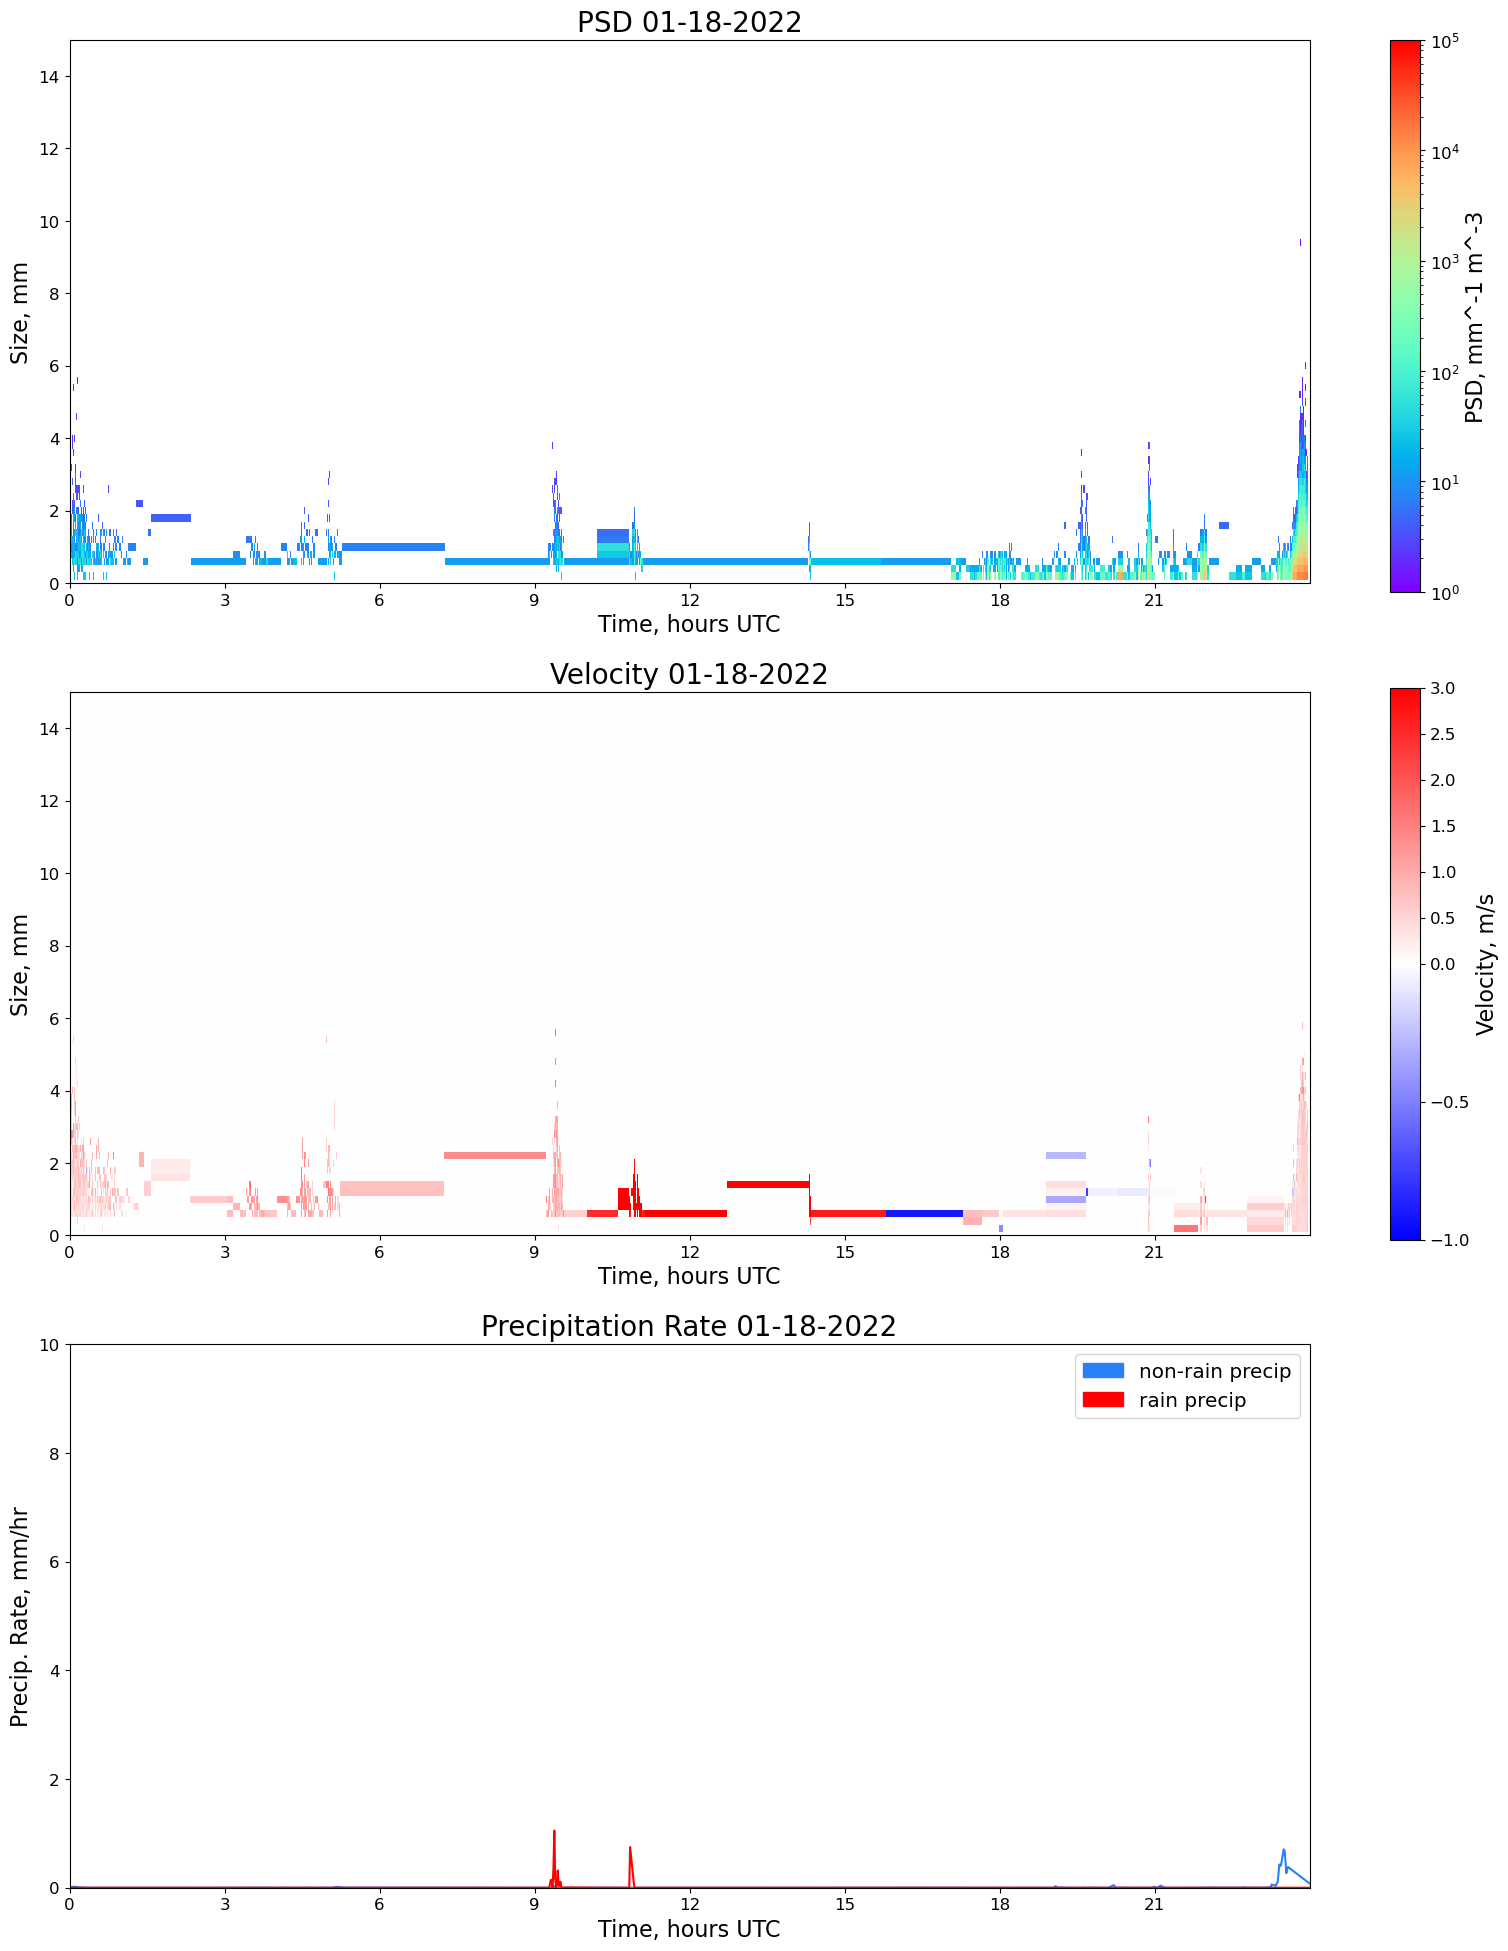 PSD 01-18-2022
Size, mm
14
12
10
8
6
4
2
0
0 3 6 9 12 15 18 21
Time, hours UTC
10^5
10^4
10^3
10^2
10^1
10^0
PSD, mm^-1 m^-3
Velocity 01-18-2022
Size, mm
14
12
10
8
6
4
2
0
0 3 6 9 12 15 18 21
Time, hours UTC
3.0
2.5
2.0
1.5
1.0
0.5
0.0
−0.5
−1.0
Velocity, m/s
Precipitation Rate 01-18-2022
Precip. Rate, mm/hr
10
8
6
4
2
0
non-rain precip
rain precip
0 3 6 9 12 15 18 21
Time, hours UTC